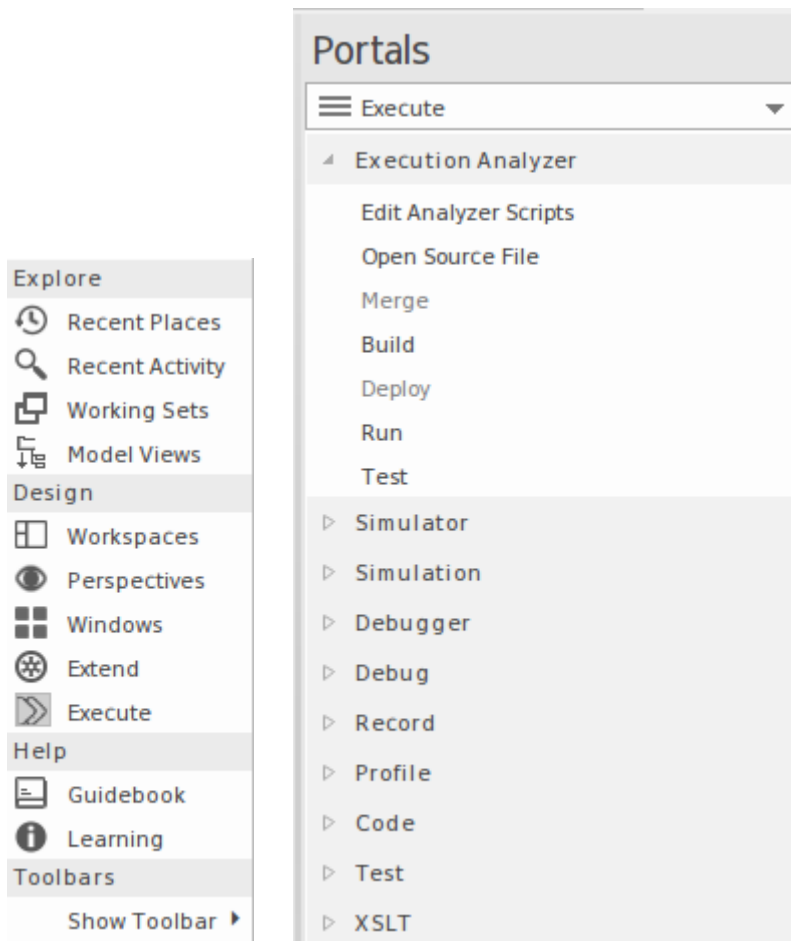 Explore
Recent Places
Recent Activity
Working Sets
Model Views
Design
Workspaces
Perspectives
Windows
Extend
Execute
Help
Guidebook
Learning
Toolbars
Show Toolbar
Portals
Execute
Execution Analyzer
Edit Analyzer Scripts
Open Source File
Merge
Build
Deploy
Run
Test
Simulator
Simulation
Debugger
Debug
Record
Profile
Code
Test
XSLT